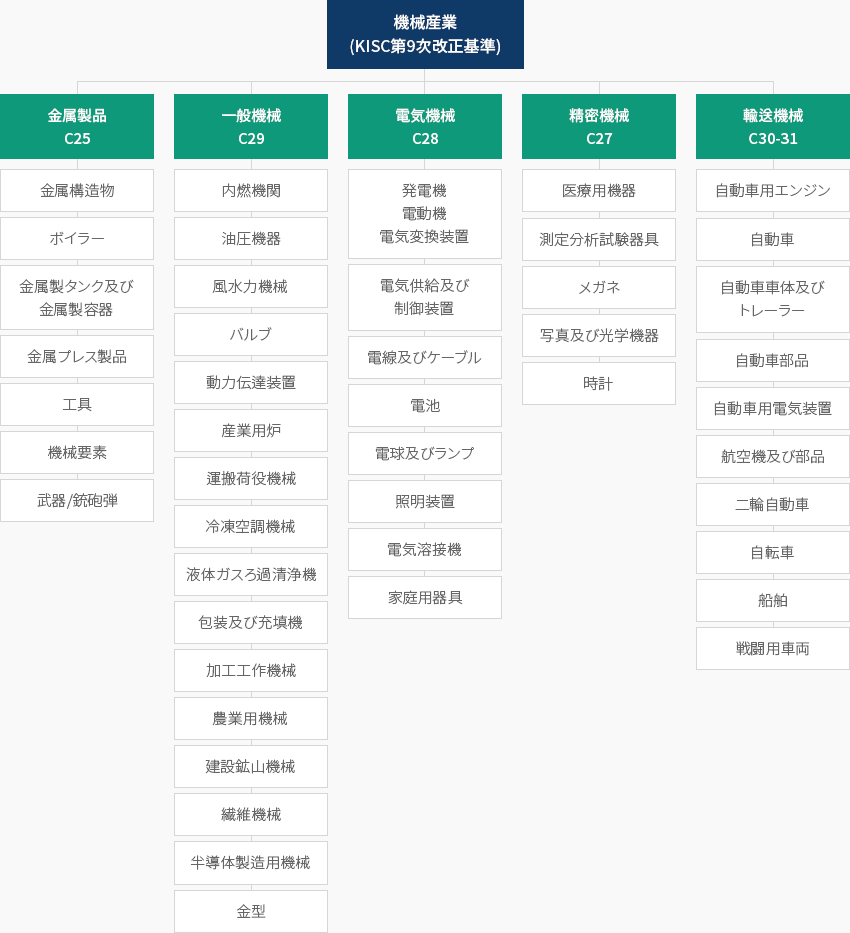 機械産業
(KISC第9次改正基準)
金属製品
C25
金属構造物
ボイラー
金属製タンク及び
金属製容器
金属プレス製品
工具
機械要素
武器/銃砲弾
一般機械
C29
内燃機関
油圧機器
風水力機械
バルブ
動力伝達装置
産業用炉
運搬荷役機械
冷凍空調機械
液体ガスろ過清浄機
包装及び充填機
加工工作機械
農業用機械
建設鉱山機械
繊維機械
半導体製造用機械
金型
電気機械
C28
発電機
電動機
電気変換装置
電気供給及び
制御装置
電線及びケーブル
電池
電球及びランプ
照明装置
電気溶接機
家庭用器具
精密機械
C27
医療用機器
測定分析試験器具
メガネ
写真及び光学機器
時計
輸送機械
C30-31
自動車用エンジン
自動車
自動車車体及び
トレーラー
自動車部品
自動車用電気装置
航空機及び部品
二輪自動車
自転車
船舶
戦闘用車両